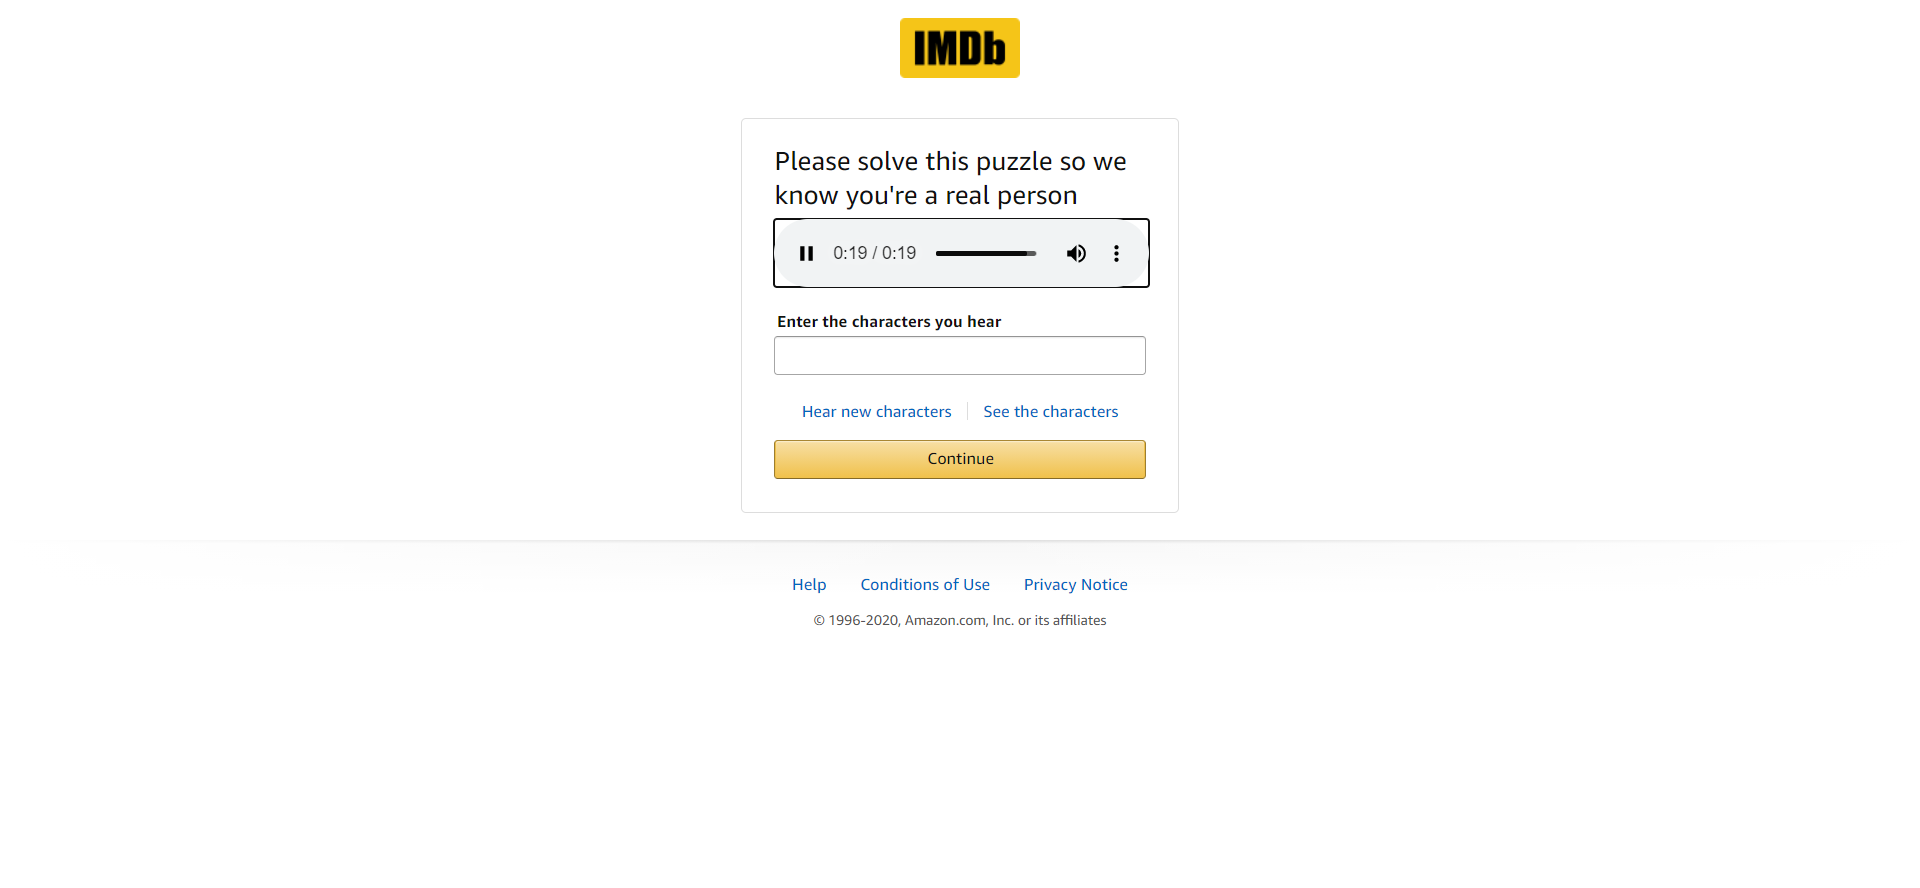 IMDb
Please solve this puzzle so we
know you're a real person
0:19 / 0:19
Enter the characters you hear
Hear new characters
See the characters
Continue
Help
Conditions of Use
Privacy Notice
© 1996-2020, Amazon.com, Inc. or its affiliates